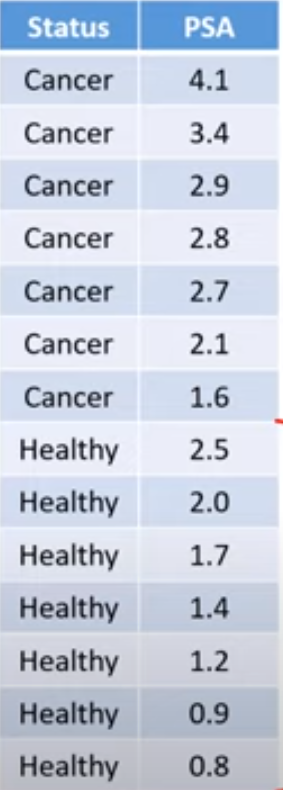 Status PSA
Cancer 4.1
Cancer 3.4
Cancer 2.9
Cancer 2.8
Cancer 2.7
Cancer 2.1
Cancer 1.6
Healthy 2.5
Healthy 2.0
Healthy 1.7
Healthy 1.4
Healthy 1.2
Healthy 0.9
Healthy 0.8